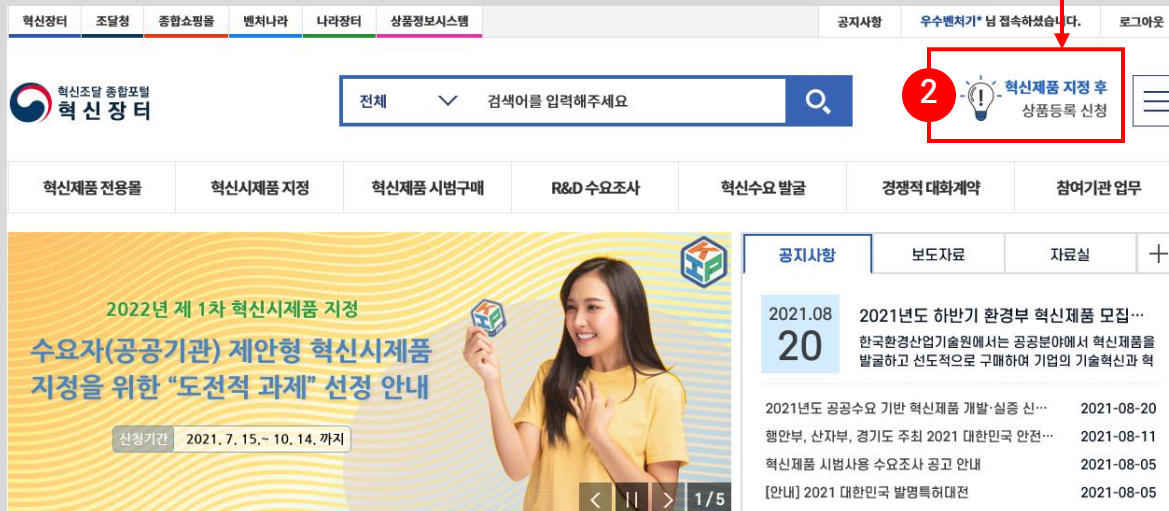 혁신장터 조달청 종합쇼핑몰 벤처나라 나라장터 상품정보시스템 공지사항 우수벤처기* 님 접속하셨습니다. 로그아웃
혁신조달 종합포털
혁신장터
전체 검색어를 입력해주세요
2
혁신제품 지정 후
상품등록 신청
혁신제품 전용몰 혁신시제품 지정 혁신제품 시범구매 R&D 수요조사 혁신수요 발굴 경쟁적 대화계약 참여기관 업무
2022년 제 1차 혁신시제품 지정
수요자(공공기관) 제안형 혁신시제품
지정을 위한 “도전적 과제” 선정 안내
신청기간 2021. 7. 15.~ 10. 14. 까지
KIP
KIP
1/5
공지사항 보도자료 자료실
2021.08
20
2021년도 하반기 환경부 혁신제품 모집…
한국환경산업기술원에서는 공공분야에서 혁신제품을
발굴하고 선도적으로 구매하여 기업의 기술혁신과 혁
2021년도 공공수요 기반 혁신제품 개발·실증 신… 2021-08-20
행안부, 산자부, 경기도 주최 2021 대한민국 안전… 2021-08-11
혁신제품 시범사용 수요조사 공고 안내 2021-08-05
[안내] 2021 대한민국 발명특허대전 2021-08-05